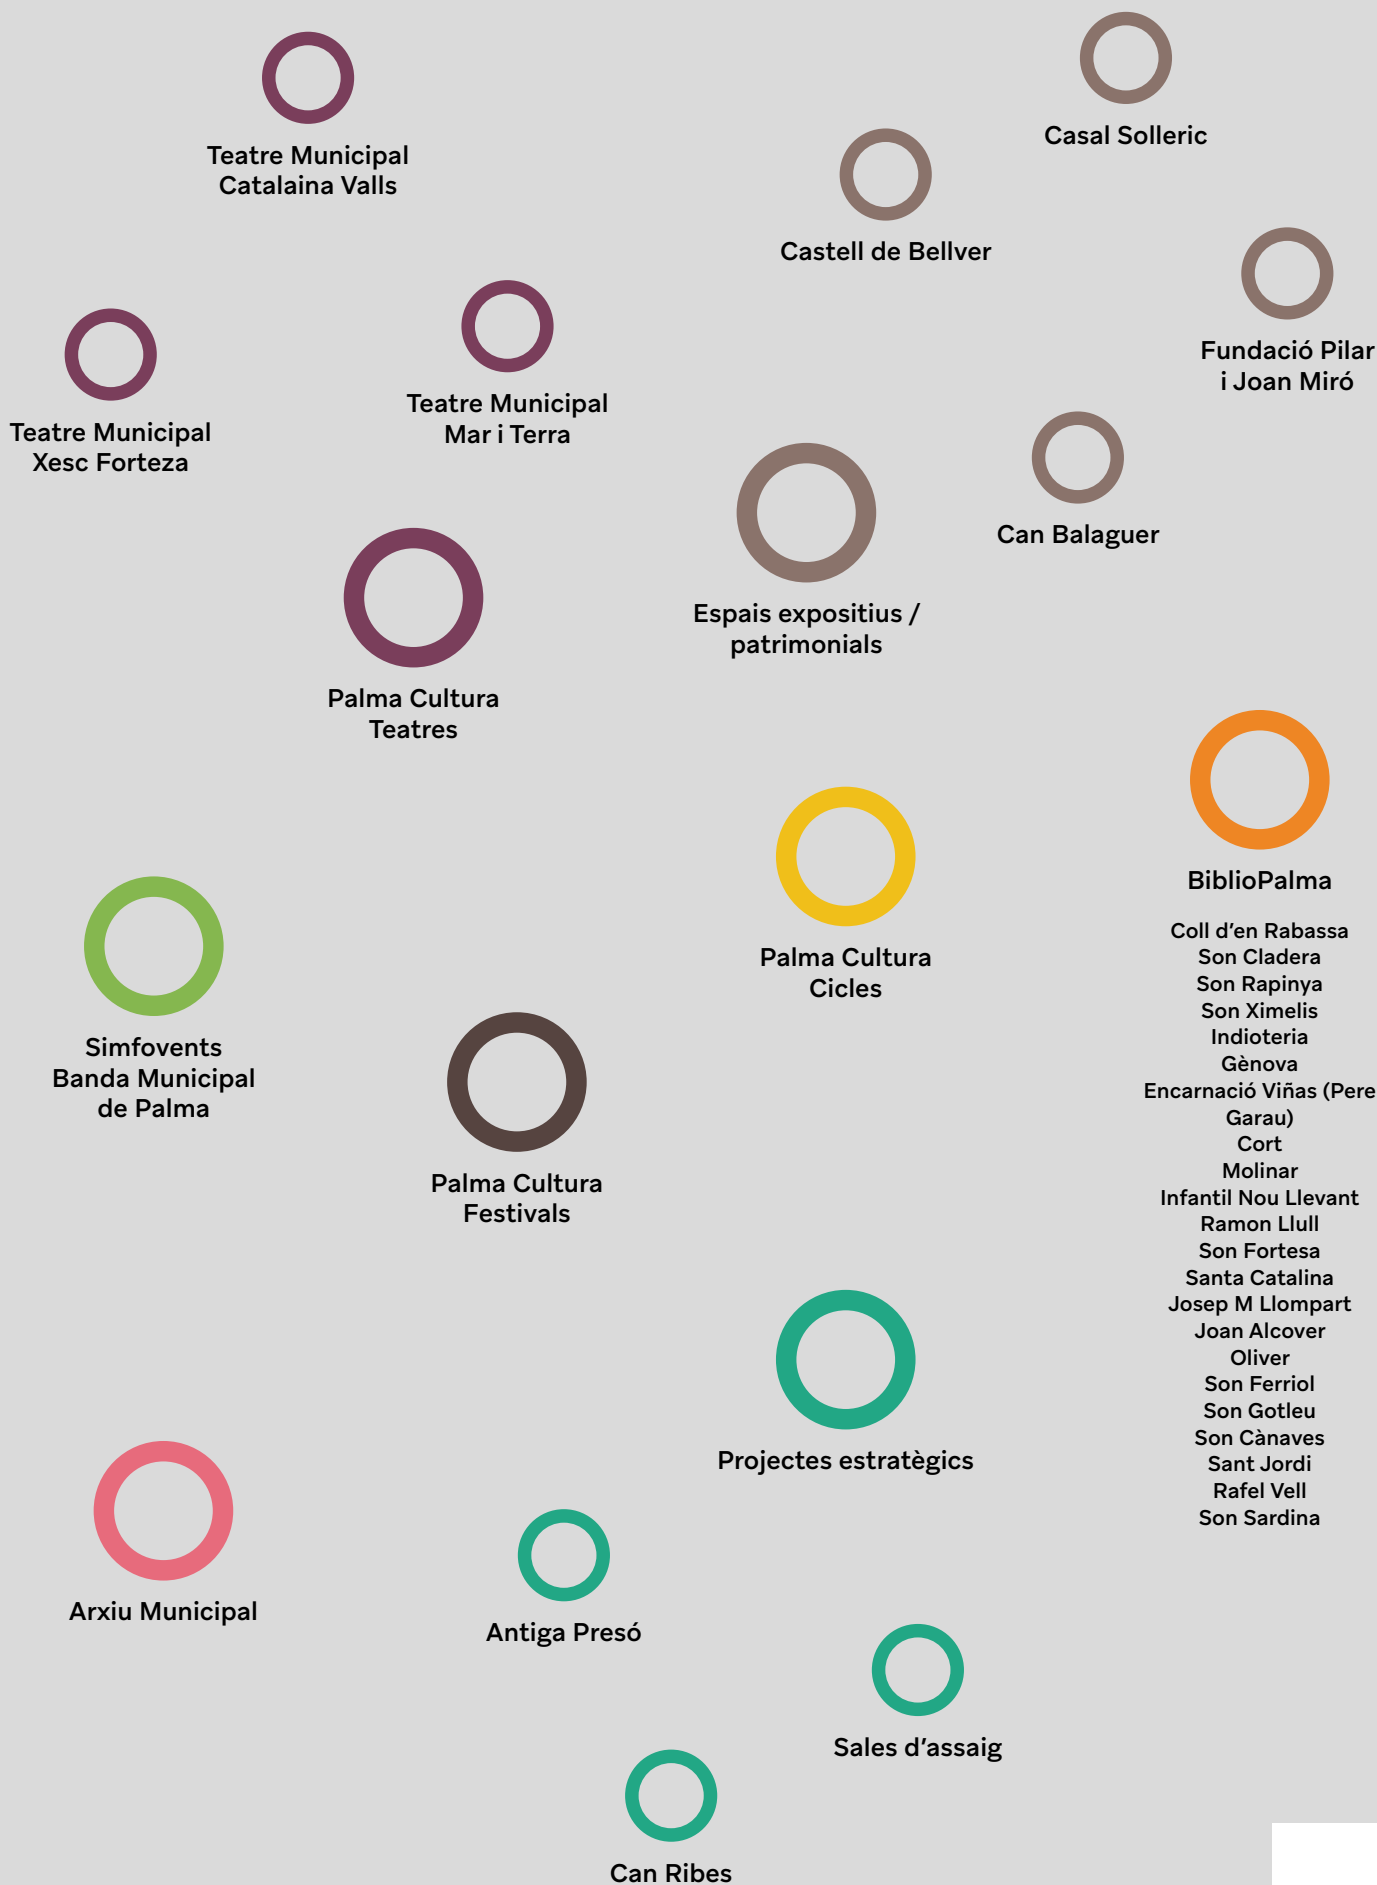 Teatre Municipal
Catalaina Valls
Casal Solleric
Castell de Bellver
Fundació Pilar
i Joan Miró
Teatre Municipal
Xesc Forteza
Teatre Municipal
Mar i Terra
Can Balaguer
Espais expositius /
patrimonials
Palma Cultura
Teatres
BiblioPalma
Coll d'en Rabassa
Son Cladera
Son Rapinya
Son Ximelis
Indioteria
Gènova
Encarnació Viñas (Pere
Garau)
Cort
Molinar
Infantil Nou Llevant
Ramon Llull
Son Fortesa
Santa Catalina
Josep M Llompart
Joan Alcover
Oliver
Son Ferriol
Son Gotleu
Son Cànaves
Sant Jordi
Rafel Vell
Son Sardina
Palma Cultura
Cicles
Simfovents
Banda Municipal
de Palma
Palma Cultura
Festivals
Projectes estratègics
Arxiu Municipal
Antiga Presó
Sales d'assaig
Can Ribes